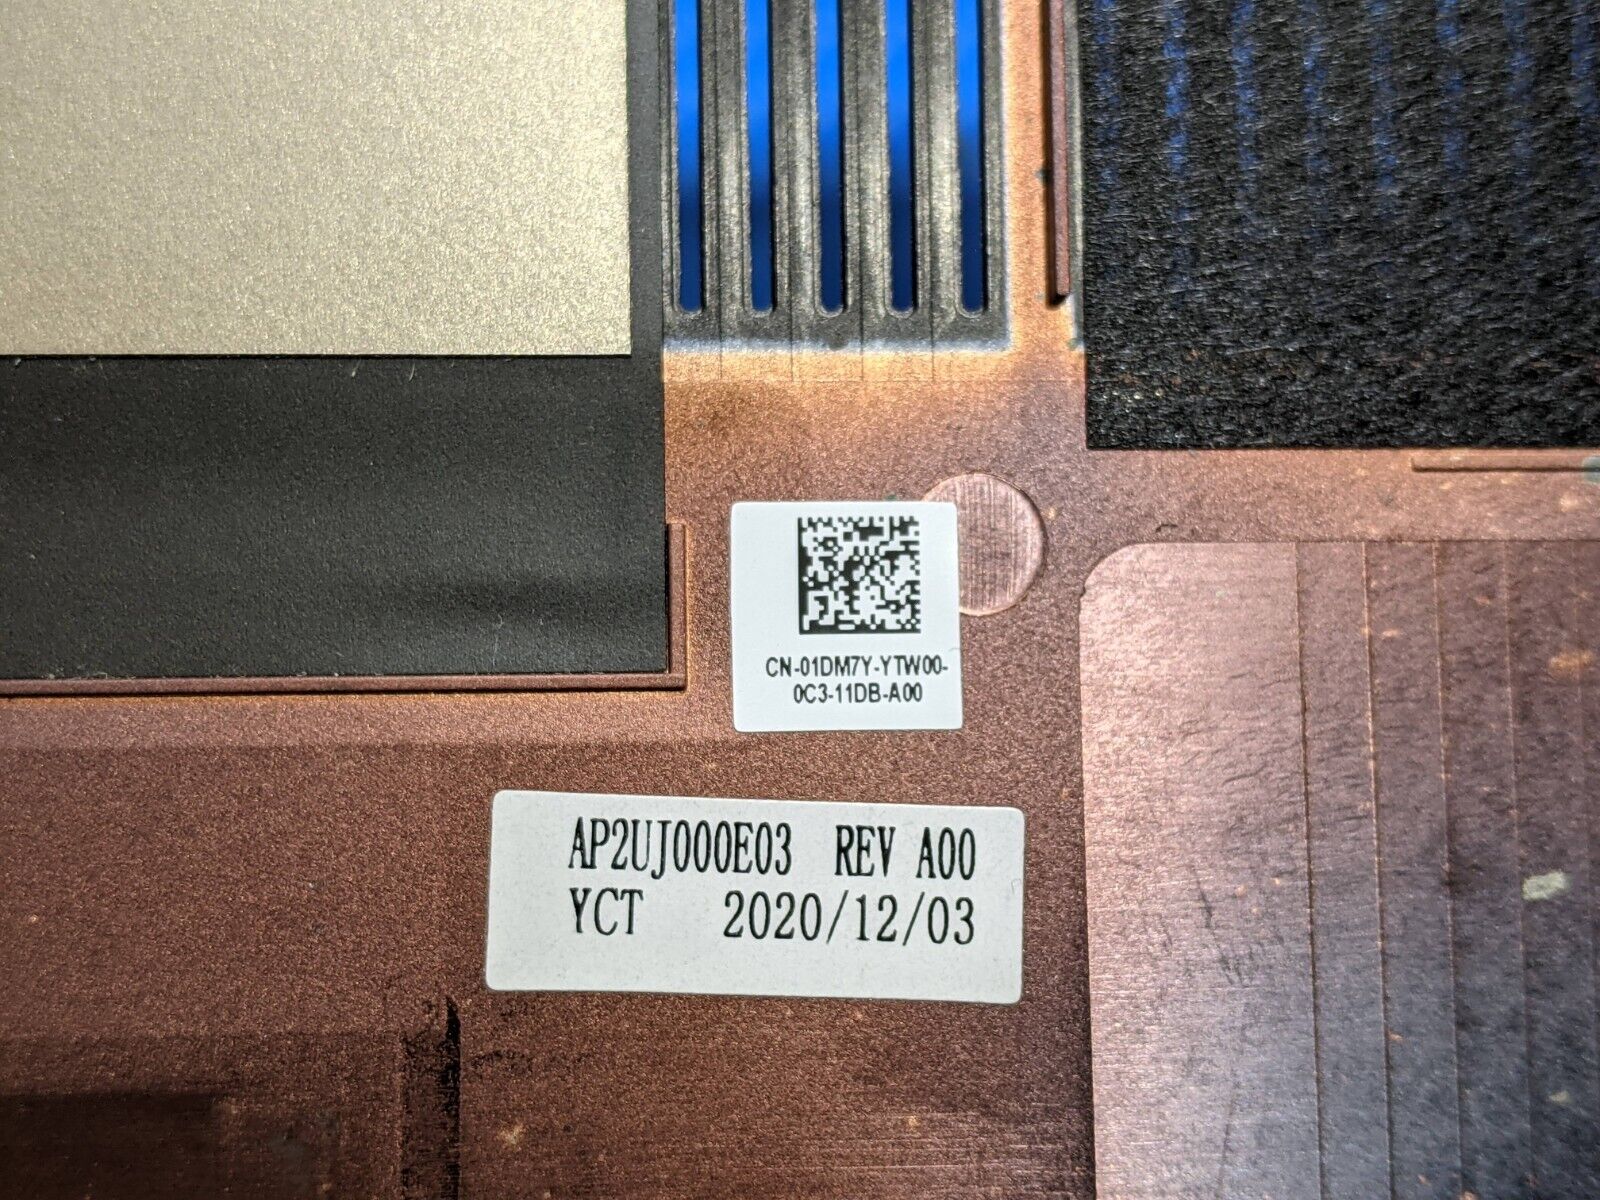 CN-01DM7Y-YTW00-
0C3-11DB-A00
AP2UJ000E03 REV A00
YCT 2020/12/03